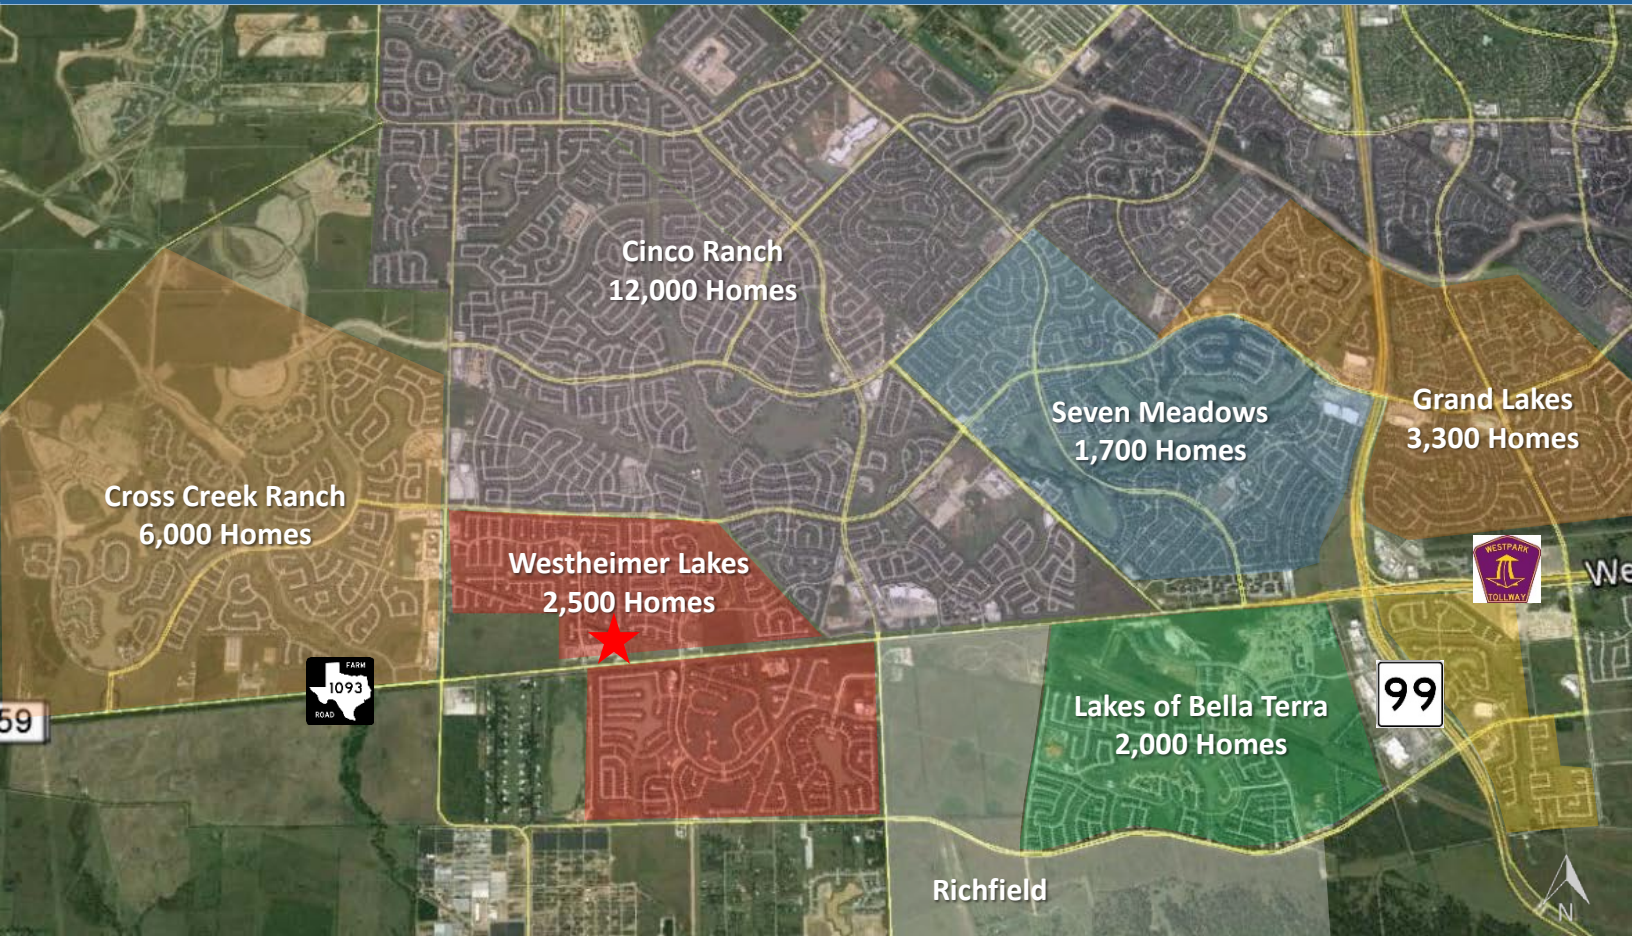 Cinco Ranch
12,000 Homes
Seven Meadows
1,700 Homes
Grand Lakes
3,300 Homes
Cross Creek Ranch
6,000 Homes
Westheimer Lakes
2,500 Homes
WESTPARK
TOLLWAY
We
FARM
1093
ROAD
59
Lakes of Bella Terra
2,000 Homes
99
Richfield
N